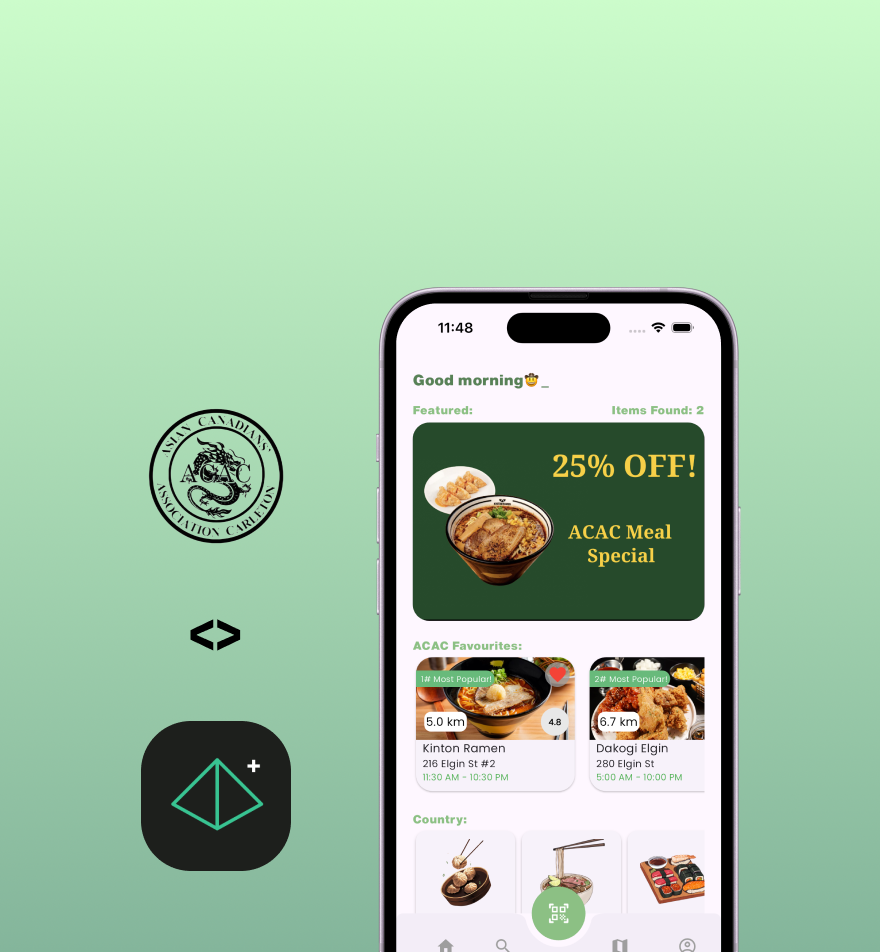 11:48
Good morning🤠_
Featured:
Items Found: 2
25% OFF!
ACAC Meal
Special
ASIAN CANADIANS'
ACAC
ASSOCIATION CARLETON
<>
ACAC Favourites:
1# Most Popular!
5.0 km
4.8
Kinton Ramen
216 Elgin St #2
11:30 AM - 10:30 PM
2# Most Popular!
6.7 km
Dakogi Elgin
280 Elgin St
5:00 AM - 10:00 PM
Country: